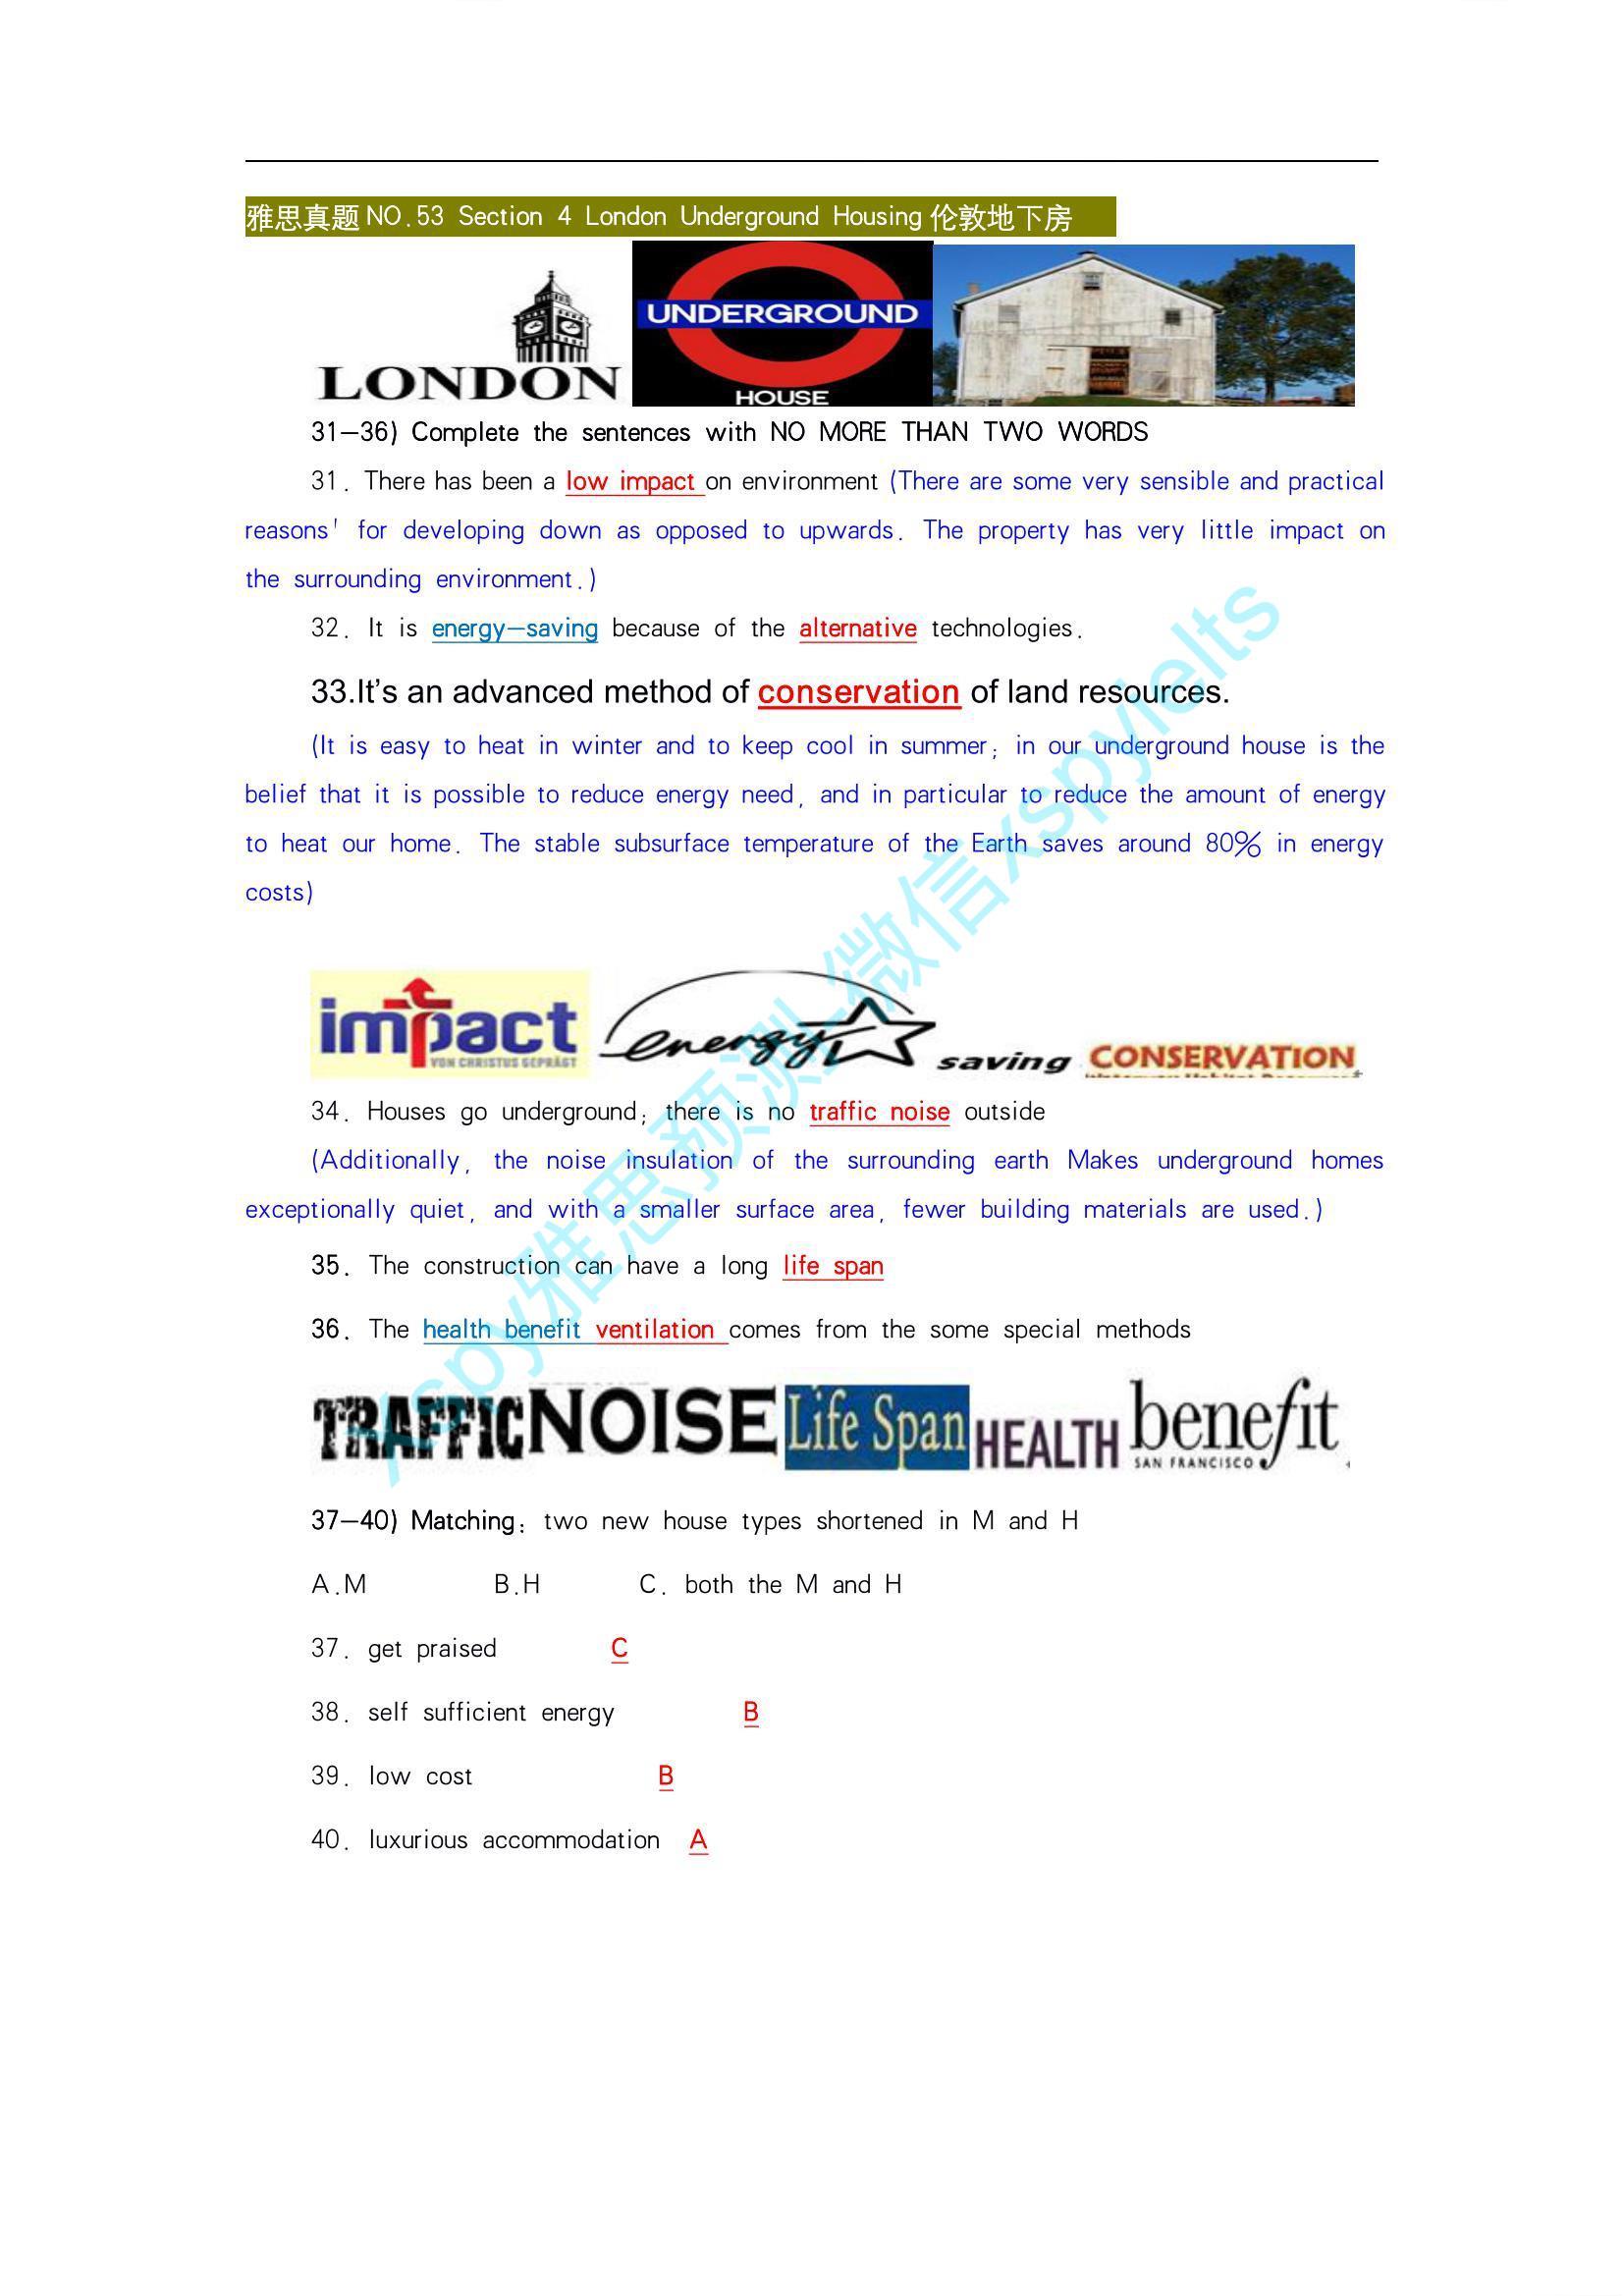 雅思真题 NO.53 Section 4 London Underground Housing 伦敦地下房
LONDON
UNDERGROUND
HOUSE
31-36) Complete the sentences with NO MORE THAN TWO WORDS
31. There has been a low impact on environment (There are some very sensible and practical
reasons' for developing down as opposed to upwards. The property has very little impact on
the surrounding environment.)
32. It is energy-saving because of the alternative technologies.
33.It's an advanced method of conservation of land resources.
(It is easy to heat in winter and to keep cool in summer; in our underground house is the
belief that it is possible to reduce energy need, and in particular to reduce the amount of energy
to heat our home. The stable subsurface temperature of the Earth saves around 80% in energy
costs)
impact
VON CHRISTUS GEPRÄGT
energy
saving
CONSERVATION
34. Houses go underground; there is no traffic noise outside
(Additionally, the noise insulation of the surrounding earth Makes underground homes
exceptionally quiet, and with a smaller surface area, fewer building materials are used.)
35. The construction can have a long life span
36. The health benefit ventilation comes from the some special methods
TRAFFIC NOISE Life Span HEALTH benefit
SAN FRANCISCO
37-40) Matching: two new house types shortened in M and H
A.M B.H C. both the M and H
37. get praised C
38. self sufficient energy B
39. low cost B
40. luxurious accommodation A
xspy雅思预测-微信xspyielts